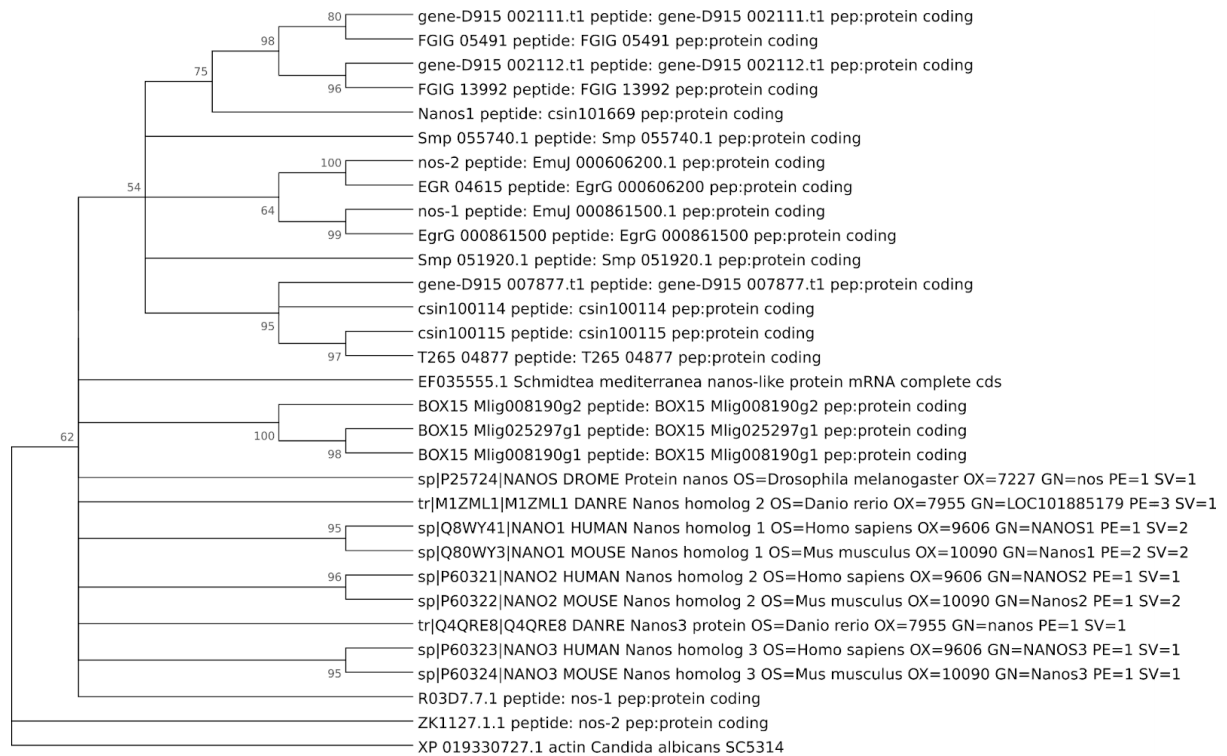 80
gene-D915 002111.t1 peptide: gene-D915 002111.t1 pep:protein coding
98
FGIG 05491 peptide: FGIG 05491 pep:protein coding
75
gene-D915 002112.t1 peptide: gene-D915 002112.t1 pep:protein coding
96
FGIG 13992 peptide: FGIG 13992 pep:protein coding
Nanos1 peptide: csin101669 pep:protein coding
Smp 055740.1 peptide: Smp 055740.1 pep:protein coding
100
nos-2 peptide: EmuJ 000606200.1 pep:protein coding
54
EGR 04615 peptide: EgrG 000606200 pep:protein coding
64
nos-1 peptide: EmuJ 000861500.1 pep:protein coding
99
EgrG 000861500 peptide: EgrG 000861500 pep:protein coding
Smp 051920.1 peptide: Smp 051920.1 pep:protein coding
gene-D915 007877.t1 peptide: gene-D915 007877.t1 pep:protein coding
csin100114 peptide: csin100114 pep:protein coding
95
csin100115 peptide: csin100115 pep:protein coding
97
T265 04877 peptide: T265 04877 pep:protein coding
EF035555.1 Schmidtea mediterranea nanos-like protein mRNA complete cds
BOX15 Mlig008190g2 peptide: BOX15 Mlig008190g2 pep:protein coding
62
100
BOX15 Mlig025297g1 peptide: BOX15 Mlig025297g1 pep:protein coding
98
BOX15 Mlig008190g1 peptide: BOX15 Mlig008190g1 pep:protein coding
sp|P25724|NANOS DROME Protein nanos OS=Drosophila melanogaster OX=7227 GN=nos PE=1 SV=1
tr|M1ZML1|M1ZML1 DANRE Nanos homolog 2 OS=Danio rerio OX=7955 GN=LOC101885179 PE=3 SV=1
95
sp|Q8WY41|NANO1 HUMAN Nanos homolog 1 OS=Homo sapiens OX=9606 GN=NANOS1 PE=1 SV=2
sp|Q80WY3|NANO1 MOUSE Nanos homolog 1 OS=Mus musculus OX=10090 GN=Nanos1 PE=2 SV=2
96
sp|P60321|NANO2 HUMAN Nanos homolog 2 OS=Homo sapiens OX=9606 GN=NANOS2 PE=1 SV=1
sp|P60322|NANO2 MOUSE Nanos homolog 2 OS=Mus musculus OX=10090 GN=Nanos2 PE=1 SV=2
tr|Q4QRE8|Q4QRE8 DANRE Nanos3 protein OS=Danio rerio OX=7955 GN=nanos PE=1 SV=1
sp|P60323|NANO3 HUMAN Nanos homolog 3 OS=Homo sapiens OX=9606 GN=NANOS3 PE=1 SV=1
95
sp|P60324|NANO3 MOUSE Nanos homolog 3 OS=Mus musculus OX=10090 GN=Nanos3 PE=1 SV=1
R03D7.7.1 peptide: nos-1 pep:protein coding
ZK1127.1.1 peptide: nos-2 pep:protein coding
XP 019330727.1 actin Candida albicans SC5314